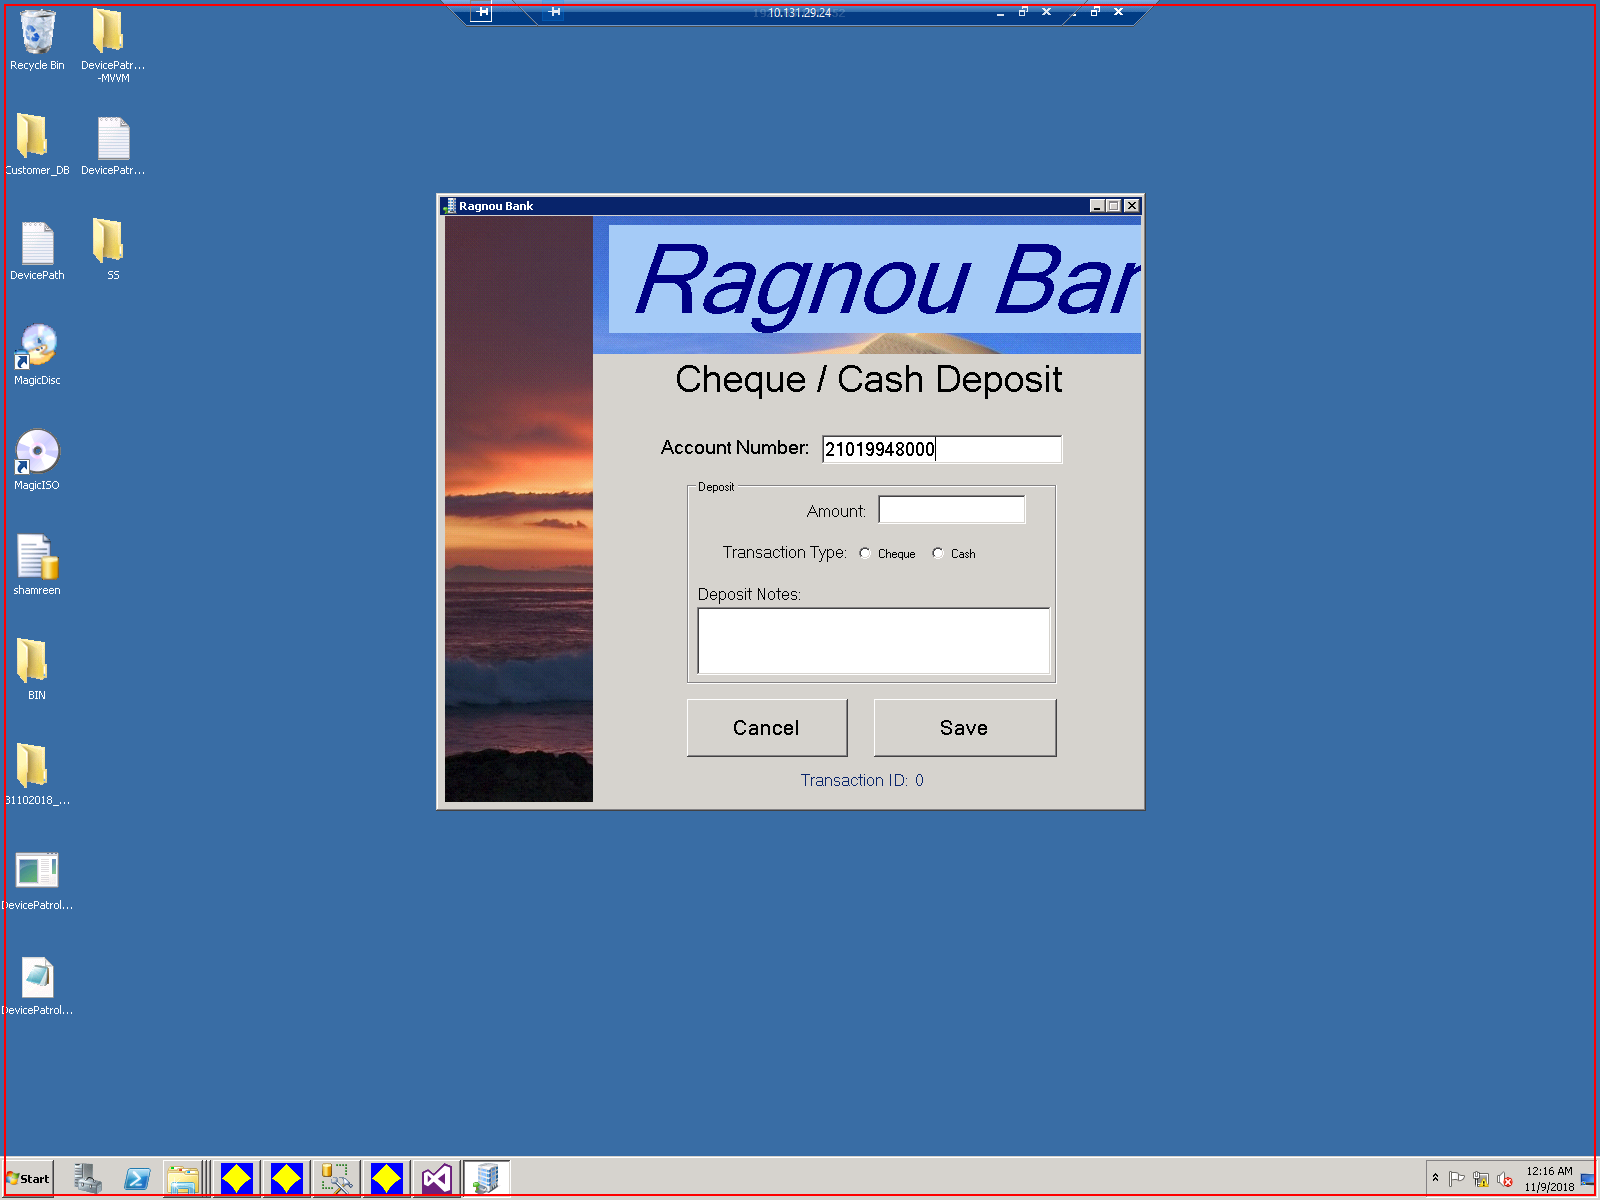 10.131.29.24
Recycle Bin
DevicePatr...
-MVVM
Customer_DB
DevicePatr...
DevicePath
SS
MagicDisc
MagicISO
shamreen
BIN
31102018_...
DevicePatrol...
DevicePatrol...
Ragnou Bank
Ragnou Ban
Cheque / Cash Deposit
Account Number: 21019948000
Deposit
Amount:
Transaction Type: Cheque Cash
Deposit Notes:
Cancel Save
Transaction ID: 0
Start
12:16 AM
11/9/2018